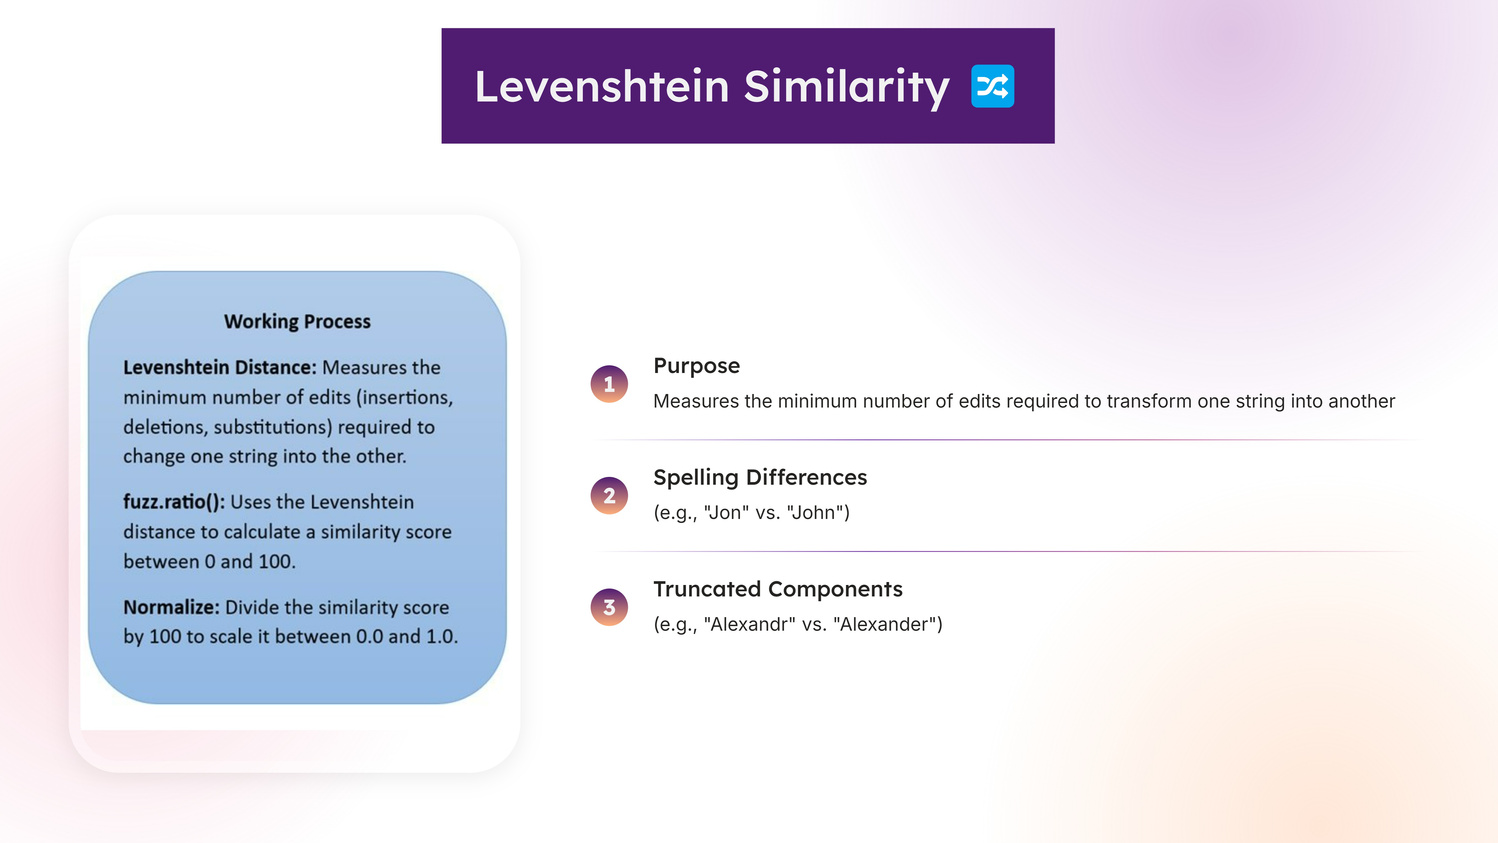 Levenshtein Similarity 🔀
Working Process
Levenshtein Distance: Measures the
minimum number of edits (insertions,
deletions, substitutions) required to
change one string into the other.
fuzz.ratio(): Uses the Levenshtein
distance to calculate a similarity score
between 0 and 100.
Normalize: Divide the similarity score
by 100 to scale it between 0.0 and 1.0.
1
Purpose
Measures the minimum number of edits required to transform one string into another
2
Spelling Differences
(e.g., "Jon" vs. "John")
3
Truncated Components
(e.g., "Alexandr" vs. "Alexander")